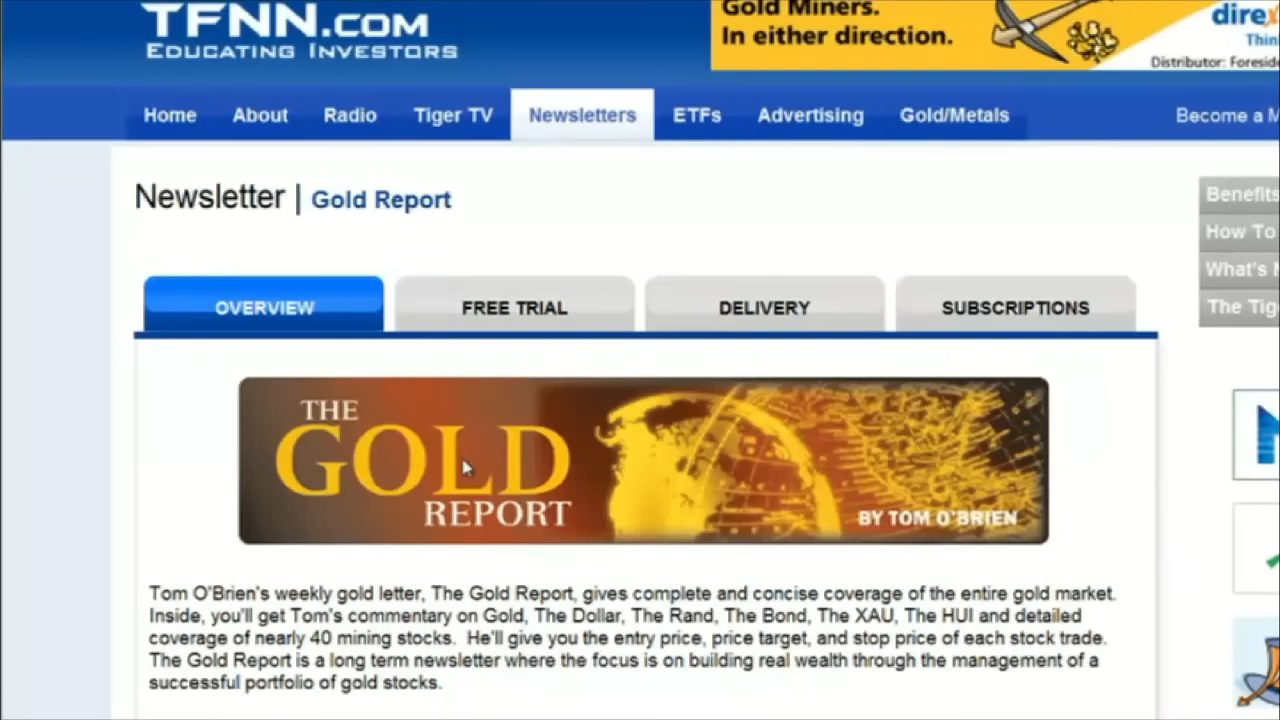 TFNN.COM
EDUCATING INVESTORS
Gold Miners.
In either direction.
Distributor:
Home About Radio Tiger TV Newsletters ETFs Advertising Gold/Metals Become a
Newsletter | Gold Report
Benefits
How To
What's
The
OVERVIEW FREE TRIAL DELIVERY SUBSCRIPTIONS
THE
GOLD
REPORT
BY TOM O'BRIEN
Tom O'Brien's weekly gold letter, The Gold Report, gives complete and concise coverage of the entire gold market.
Inside, you'll get Tom's commentary on Gold, The Dollar, The Rand, The Bond, The XAU, The HUI and detailed
coverage of nearly 40 mining stocks. He'll give you the entry price, price target, and stop price of each stock trade.
The Gold Report is a long term newsletter where the focus is on building real wealth through the management of a
successful portfolio of gold stocks.